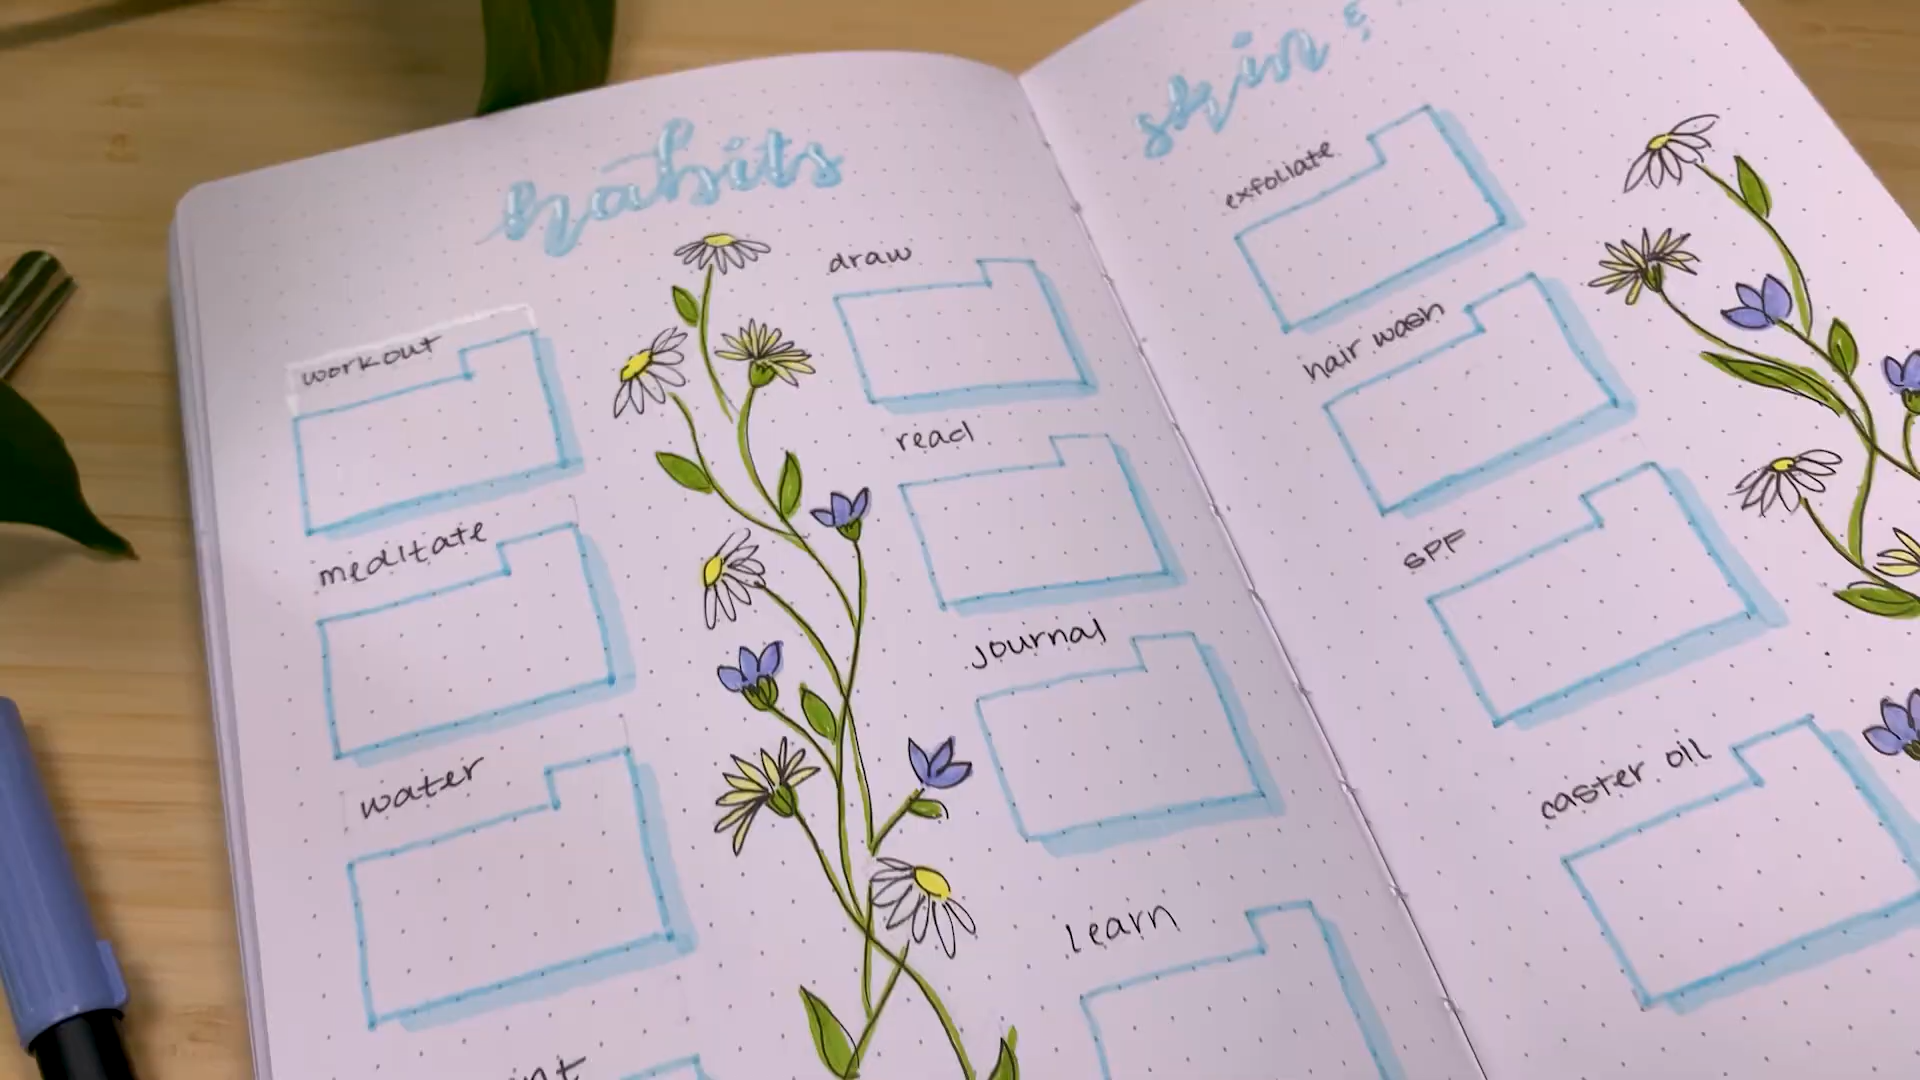 habits
workout
meditate
water
draw
read
journal
learn
skin &
exfoliate
hair wash
SPF
caster oil